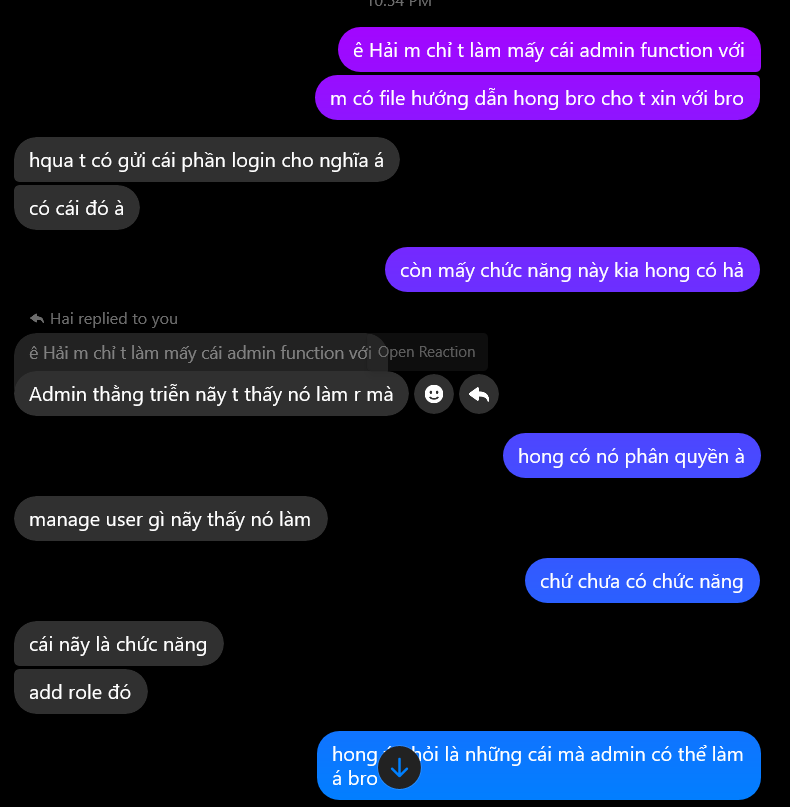 10:54 PM
ê Hải m chỉ t làm mấy cái admin function với
m có file hướng dẫn hong bro cho t xin với bro
hqua t có gửi cái phần login cho nghĩa á
có cái đó à
còn mấy chức năng này kia hong có hả
Hai replied to you
ê Hải m chỉ t làm mấy cái admin function với
Open Reaction
Admin thằng triễn nãy t thấy nó làm r mà
hong có nó phân quyền à
manage user gì nãy thấy nó làm
chứ chưa có chức năng
cái nãy là chức năng
add role đó
hong hỏi là những cái mà admin có thể làm
á bro